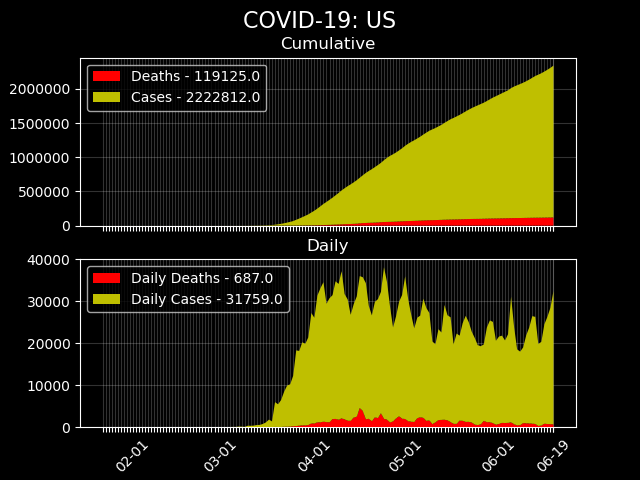 COVID-19: US
Cumulative
Deaths - 119125.0
Cases - 2222812.0
2000000
1500000
1000000
500000
0
Daily
Daily Deaths - 687.0
Daily Cases - 31759.0
40000
30000
20000
10000
0
02-01
03-01
04-01
05-01
06-01
06-19